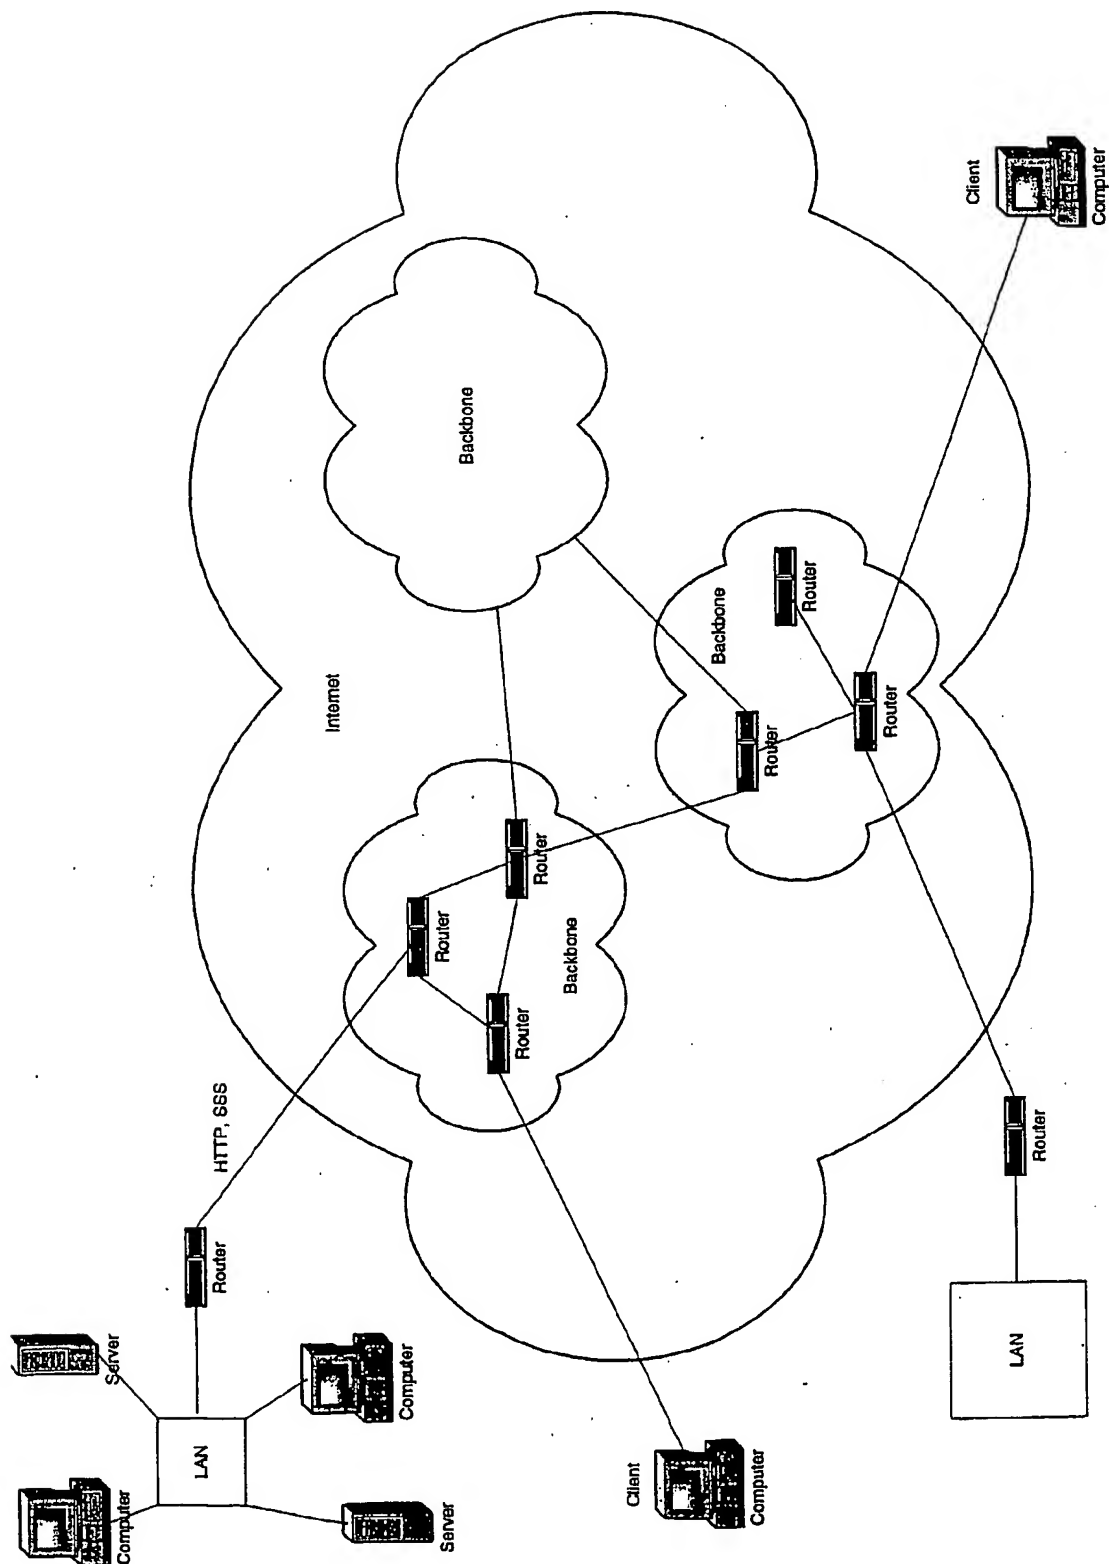 Computer
Server
LAN
Router
HTTP, SSS
Internet
Computer
Server
Router
Backbone
Router
Router
Backbone
Client
Computer
Backbone
Router
Router
Router
Client
Computer
LAN
Router